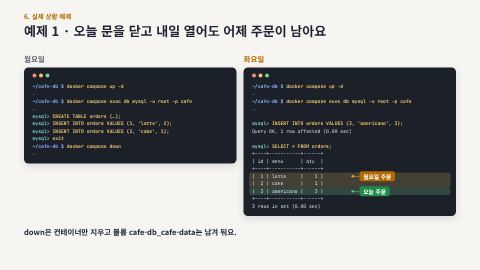 6. 실제 상황 예제
예제 1 · 오늘 문을 닫고 내일 열어도 어제 주문이 남아요
월요일
~/cafe-db $ docker compose up -d
…
~/cafe-db $ docker compose exec db mysql -u root -p cafe
…
mysql> CREATE TABLE orders (…);
mysql> INSERT INTO orders VALUES (1, 'latte', 2);
mysql> INSERT INTO orders VALUES (2, 'cake', 1);
mysql> exit
~/cafe-db $ docker compose down
…
화요일
~/cafe-db $ docker compose up -d
…
~/cafe-db $ docker compose exec db mysql -u root -p cafe
…
mysql> INSERT INTO orders VALUES (3, 'americano', 3);
Query OK, 1 row affected (0.00 sec)
mysql> SELECT * FROM orders;
+----+-----------+-----+
| id | menu | qty |
+----+-----------+-----+
| 1 | latte | 2 | 월요일 주문
| 2 | cake | 1 |
| 3 | americano | 3 | 오늘 주문
+----+-----------+-----+
3 rows in set (0.00 sec)
down은 컨테이너만 지우고 볼륨 cafe-db_cafe-data는 남겨 둬요.